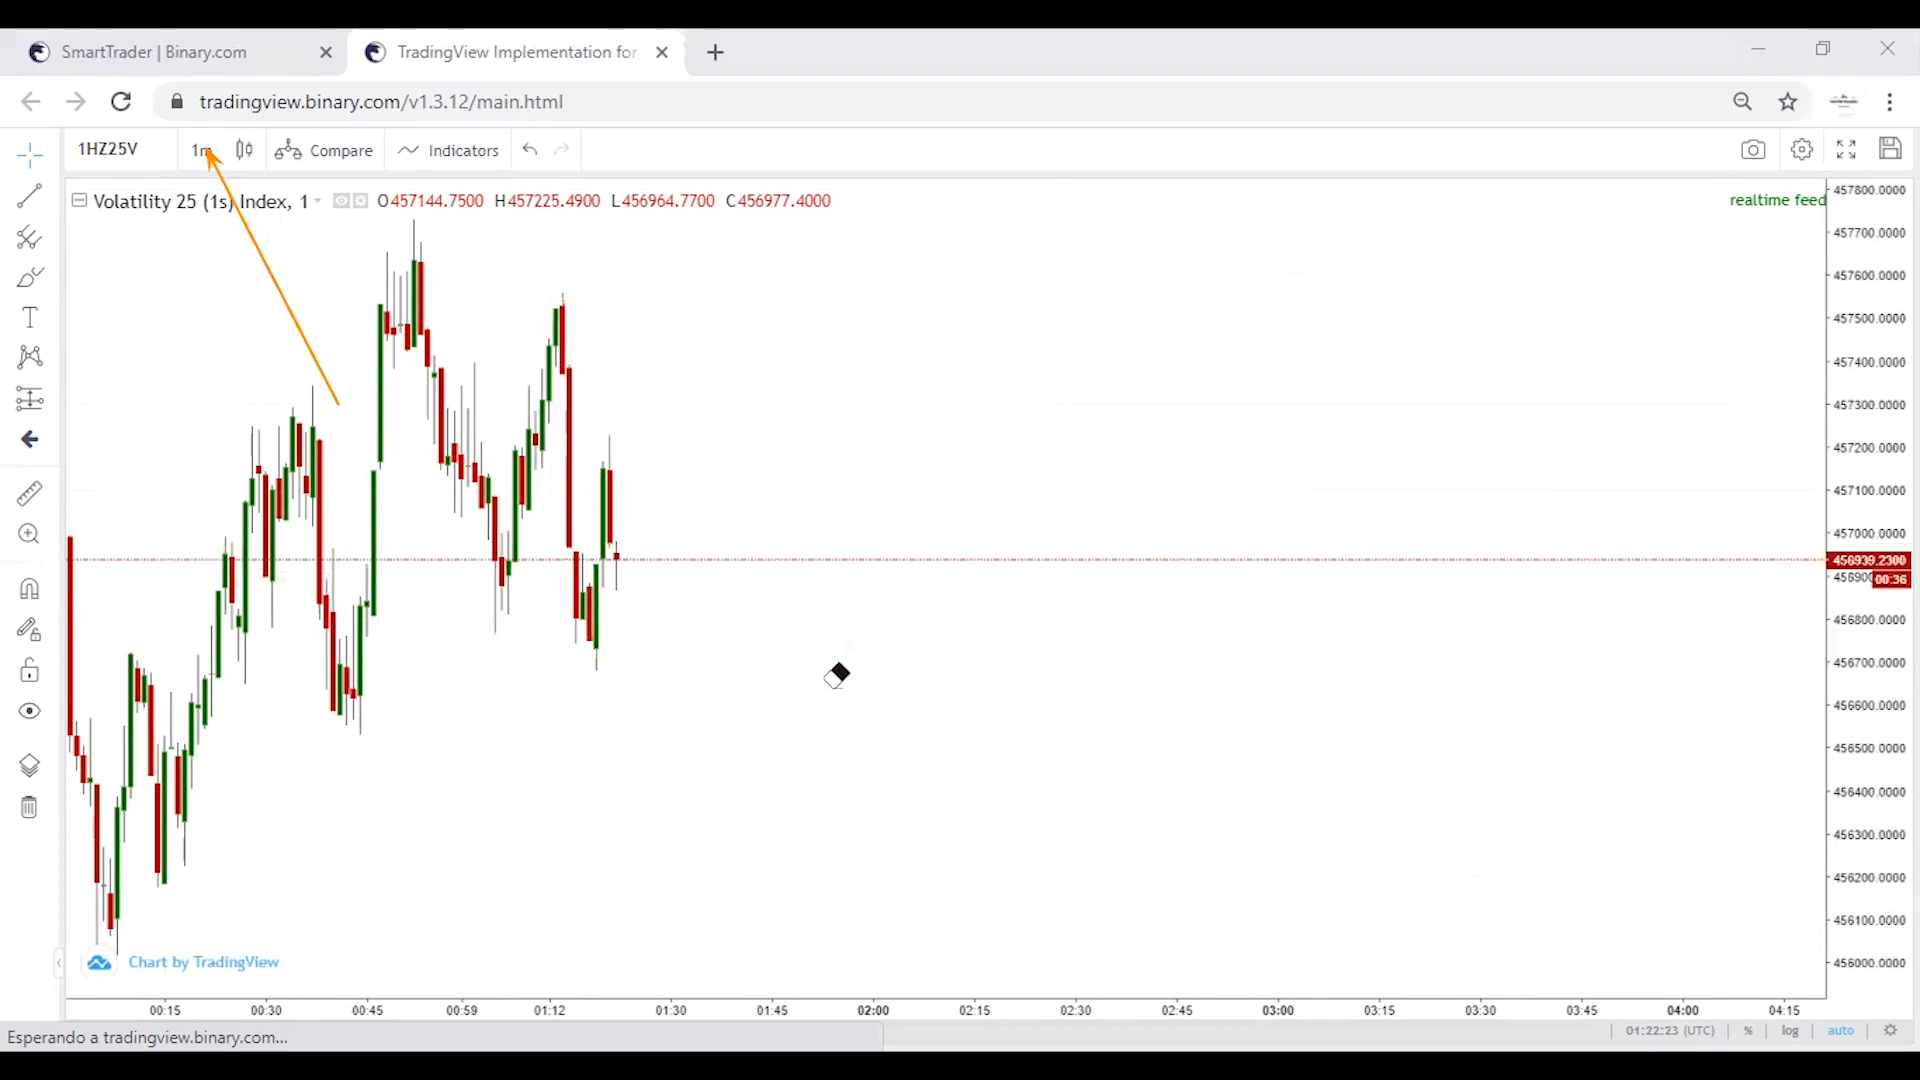 SmartTrader | Binary.com
TradingView Implementation for
tradingview.binary.com/v1.3.12/main.html
1HZ25V
1m
Compare
Indicators
Volatility 25 (1s) Index, 1
O457144.7500 H457225.4900 L456964.7700 C456977.4000
realtime feed
457800.0000
457700.0000
457600.0000
457500.0000
457400.0000
457300.0000
457200.0000
457100.0000
457000.0000
456939.2300
00:36
456800.0000
456700.0000
456600.0000
456500.0000
456400.0000
456300.0000
456200.0000
456100.0000
456000.0000
Chart by TradingView
00:15 00:30 00:45 00:59 01:12 01:30 01:45 02:00 02:15 02:30 02:45 03:00 03:15 03:30 03:45 04:00 04:15
Esperando a tradingview.binary.com...
01:22:23 (UTC) % log auto